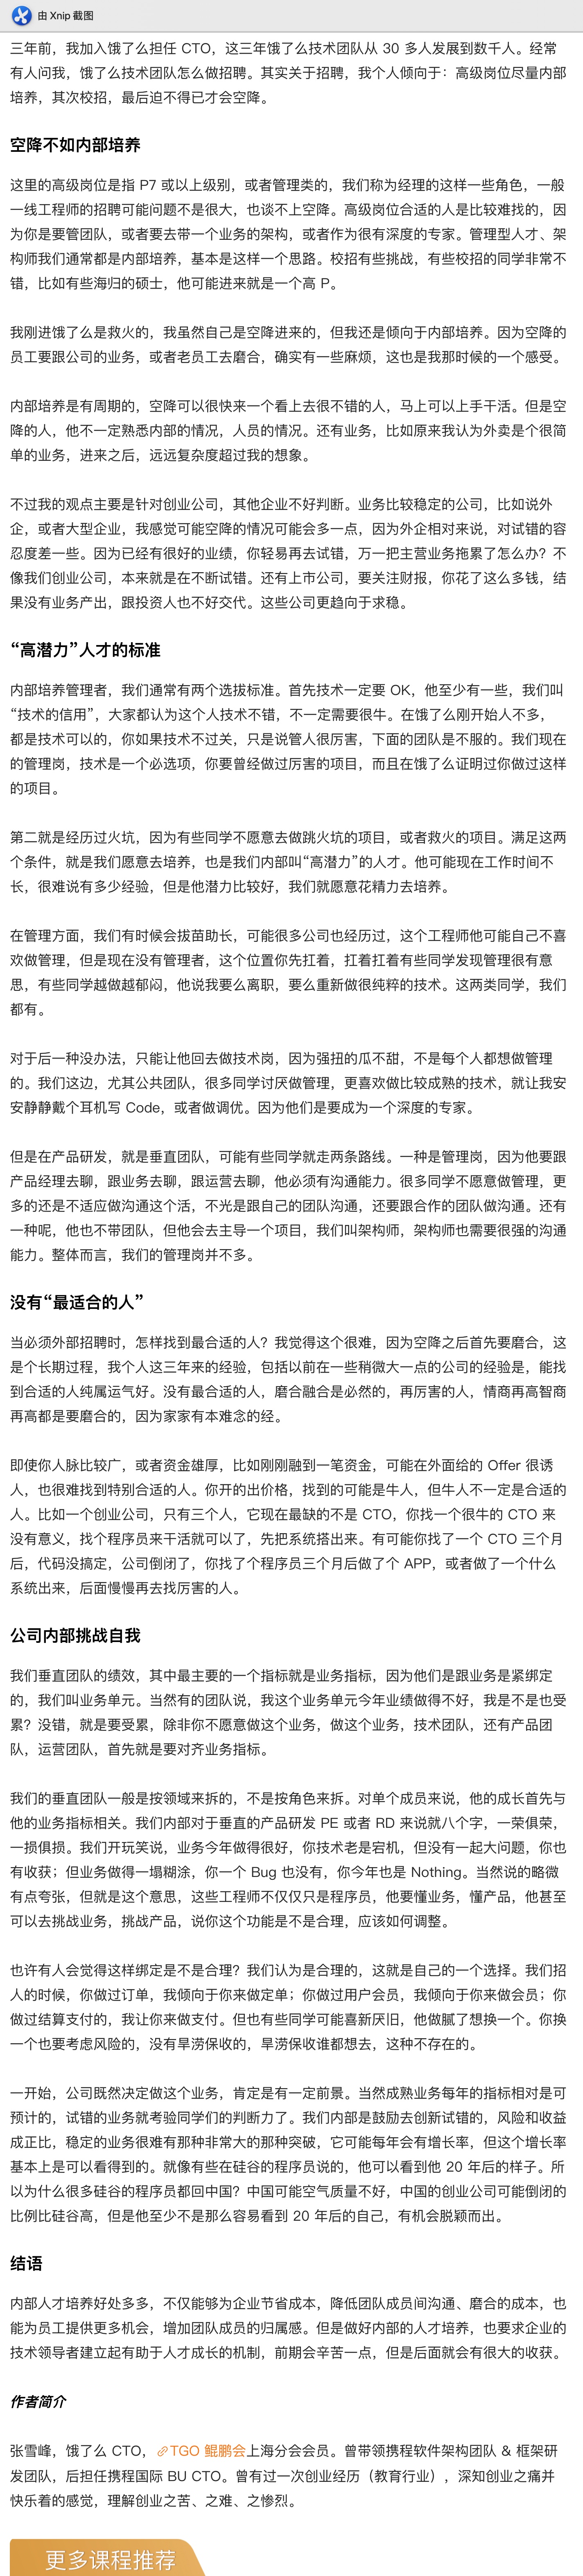 由 Xnip 截图
三年前，我加入饿了么担任 CTO，这三年饿了么技术团队从 30 多人发展到数千人。经常
有人问我，饿了么技术团队怎么做招聘。其实关于招聘，我个人倾向于：高级岗位尽量内部
培养，其次校招，最后迫不得已才会空降。
空降不如内部培养
这里的高级岗位是指 P7 或以上级别，或者管理类的，我们称为经理的这样一些角色，一般
一线工程师的招聘可能问题不是很大，也谈不上空降。高级岗位合适的人是比较难找的，因
为你是要管团队，或者要去带一个业务的架构，或者作为很有深度的专家。管理型人才、架
构师我们通常都是内部培养，基本是这样一个思路。校招有些挑战，有些校招的同学非常不
错，比如有些海归的硕士，他可能进来就是一个高 P。
我刚进饿了么是救火的，我虽然自己是空降进来的，但我还是倾向于内部培养。因为空降的
员工要跟公司的业务，或者老员工去磨合，确实有一些麻烦，这也是我那时候的一个感受。
内部培养是有周期的，空降可以很快来一个看上去很不错的人，马上可以上手干活。但是空
降的人，他不一定熟悉内部的情况，人员的情况。还有业务，比如原来我认为外卖是个很简
单的业务，进来之后，远远复杂度超过我的想象。
不过我的观点主要是针对创业公司，其他企业不好判断。业务比较稳定的公司，比如说外
企，或者大型企业，我感觉可能空降的情况可能会多一点，因为外企相对来说，对试错的容
忍度差一些。因为已经有很好的业绩，你轻易再去试错，万一把主营业务拖累了怎么办？不
像我们创业公司，本来就是在不断试错。还有上市公司，要关注财报，你花了这么多钱，结
果没有业务产出，跟投资人也不好交代。这些公司更趋向于求稳。
“高潜力”人才的标准
内部培养管理者，我们通常有两个选拔标准。首先技术一定要 OK，他至少有一些，我们叫
“技术的信用”，大家都认为这个人技术不错，不一定需要很牛。在饿了么刚开始人不多，
都是技术可以的，你如果技术不过关，只是说管人很厉害，下面的团队是不服的。我们现在
的管理岗，技术是一个必选项，你要曾经做过厉害的项目，而且在饿了么证明过你做过这样
的项目。
第二就是经历过火坑，因为有些同学不愿意去做跳火坑的项目，或者救火的项目。满足这两
个条件，就是我们愿意去培养，也是我们内部叫“高潜力”的人才。他可能现在工作时间不
长，很难说有多少经验，但是他潜力比较好，我们就愿意花精力去培养。
在管理方面，我们有时候会拔苗助长，可能很多公司也经历过，这个工程师他可能自己不喜
欢做管理，但是现在没有管理者，这个位置你先扛着，扛着扛着有些同学发现管理很有意
思，有些同学越做越郁闷，他说我要么离职，要么重新做很纯粹的技术。这两类同学，我们
都有。
对于后一种没办法，只能让他回去做技术岗，因为强扭的瓜不甜，不是每个人都想做管理
的。我们这边，尤其公共团队，很多同学讨厌做管理，更喜欢做比较成熟的技术，就让我安
安静静戴个耳机写 Code，或者做调优。因为他们是要成为一个深度的专家。
但是在产品研发，就是垂直团队，可能有些同学就走两条路线。一种是管理岗，因为他要跟
产品经理去聊，跟业务去聊，跟运营去聊，他必须有沟通能力。很多同学不愿意做管理，更
多的还是不适应做沟通这个活，不光是跟自己的团队沟通，还要跟合作的团队做沟通。还有
一种呢，他也不带团队，但他会去主导一个项目，我们叫架构师，架构师也需要很强的沟通
能力。整体而言，我们的管理岗并不多。
没有“最适合的人”
当必须外部招聘时，怎样找到最合适的人？我觉得这个很难，因为空降之后首先要磨合，这
是个长期过程，我个人这三年来的经验，包括以前在一些稍微大一点的公司的经验是，能找
到合适的人纯属运气好。没有最合适的人，磨合融合是必然的，再厉害的人，情商再高智商
再高都是要磨合的，因为家家有本难念的经。
即使你人脉比较广，或者资金雄厚，比如刚刚融到一笔资金，可能在外面给的 Offer 很诱
人，也很难找到特别合适的人。你开的出价格，找到的可能是牛人，但牛人不一定是合适的
人。比如一个创业公司，只有三个人，它现在最缺的不是 CTO，你找一个很牛的 CTO 来
没有意义，找个程序员来干活就可以了，先把系统搭出来。有可能你找了一个 CTO 三个月
后，代码没搞定，公司倒闭了，你找了个程序员三个月后做了个 APP，或者做了一个什么
系统出来，后面慢慢再去找厉害的人。
公司内部挑战自我
我们垂直团队的绩效，其中最主要的一个指标就是业务指标，因为他们是跟业务是紧绑定
的，我们叫业务单元。当然有的团队说，我这个业务单元今年业绩做得不好，我是不是也受
累？没错，就是要受累，除非你不愿意做这个业务，做这个业务，技术团队，还有产品团
队，运营团队，首先就是要对齐业务指标。
我们的垂直团队一般是按领域来拆的，不是按角色来拆。对单个成员来说，他的成长首先与
他的业务指标相关。我们内部对于垂直的产品研发 PE 或者 RD 来说就八个字，一荣俱荣，
一损俱损。我们开玩笑说，业务今年做得很好，你技术老是宕机，但没有一起大问题，你也
有收获；但业务做得一塌糊涂，你一个 Bug 也没有，你今年也是 Nothing。当然说的略微
有点夸张，但就是这个意思，这些工程师不仅仅只是程序员，他要懂业务，懂产品，他甚至
可以去挑战业务，挑战产品，说你这个功能是不是合理，应该如何调整。
也许有人会觉得这样绑定是不是合理？我们认为是合理的，这就是自己的一个选择。我们招
人的时候，你做过订单，我倾向于你来做定单；你做过用户会员，我倾向于你来做会员；你
做过结算支付的，我让你来做支付。但也有些同学可能喜新厌旧，他做腻了想换一个。你换
一个也要考虑风险的，没有旱涝保收的，旱涝保收谁都想去，这种不存在的。
一开始，公司既然决定做这个业务，肯定是有一定前景。当然成熟业务每年的指标相对是可
预计的，试错的业务就考验同学们的判断力了。我们内部是鼓励去创新试错的，风险和收益
成正比，稳定的业务很难有那种非常大的那种突破，它可能每年会有增长率，但这个增长率
基本上是可以看得到的。就像有些在硅谷的程序员说的，他可以看到他 20 年后的样子。所
以为什么很多硅谷的程序员都回中国？中国可能空气质量不好，中国的创业公司可能倒闭的
比例比硅谷高，但是他至少不是那么容易看到 20 年后的自己，有机会脱颖而出。
结语
内部人才培养好处多多，不仅能够为企业节省成本，降低团队成员间沟通、磨合的成本，也
能为员工提供更多机会，增加团队成员的归属感。但是做好内部的人才培养，也要求企业的
技术领导者建立起有助于人才成长的机制，前期会辛苦一点，但是后面就会有很大的收获。
作者简介
张雪峰，饿了么 CTO，TGO 鲲鹏会上海分会会员。曾带领携程软件架构团队 & 框架研
发团队，后担任携程国际 BU CTO。曾有过一次创业经历（教育行业），深知创业之痛并
快乐着的感觉，理解创业之苦、之难、之惨烈。
更多课程推荐